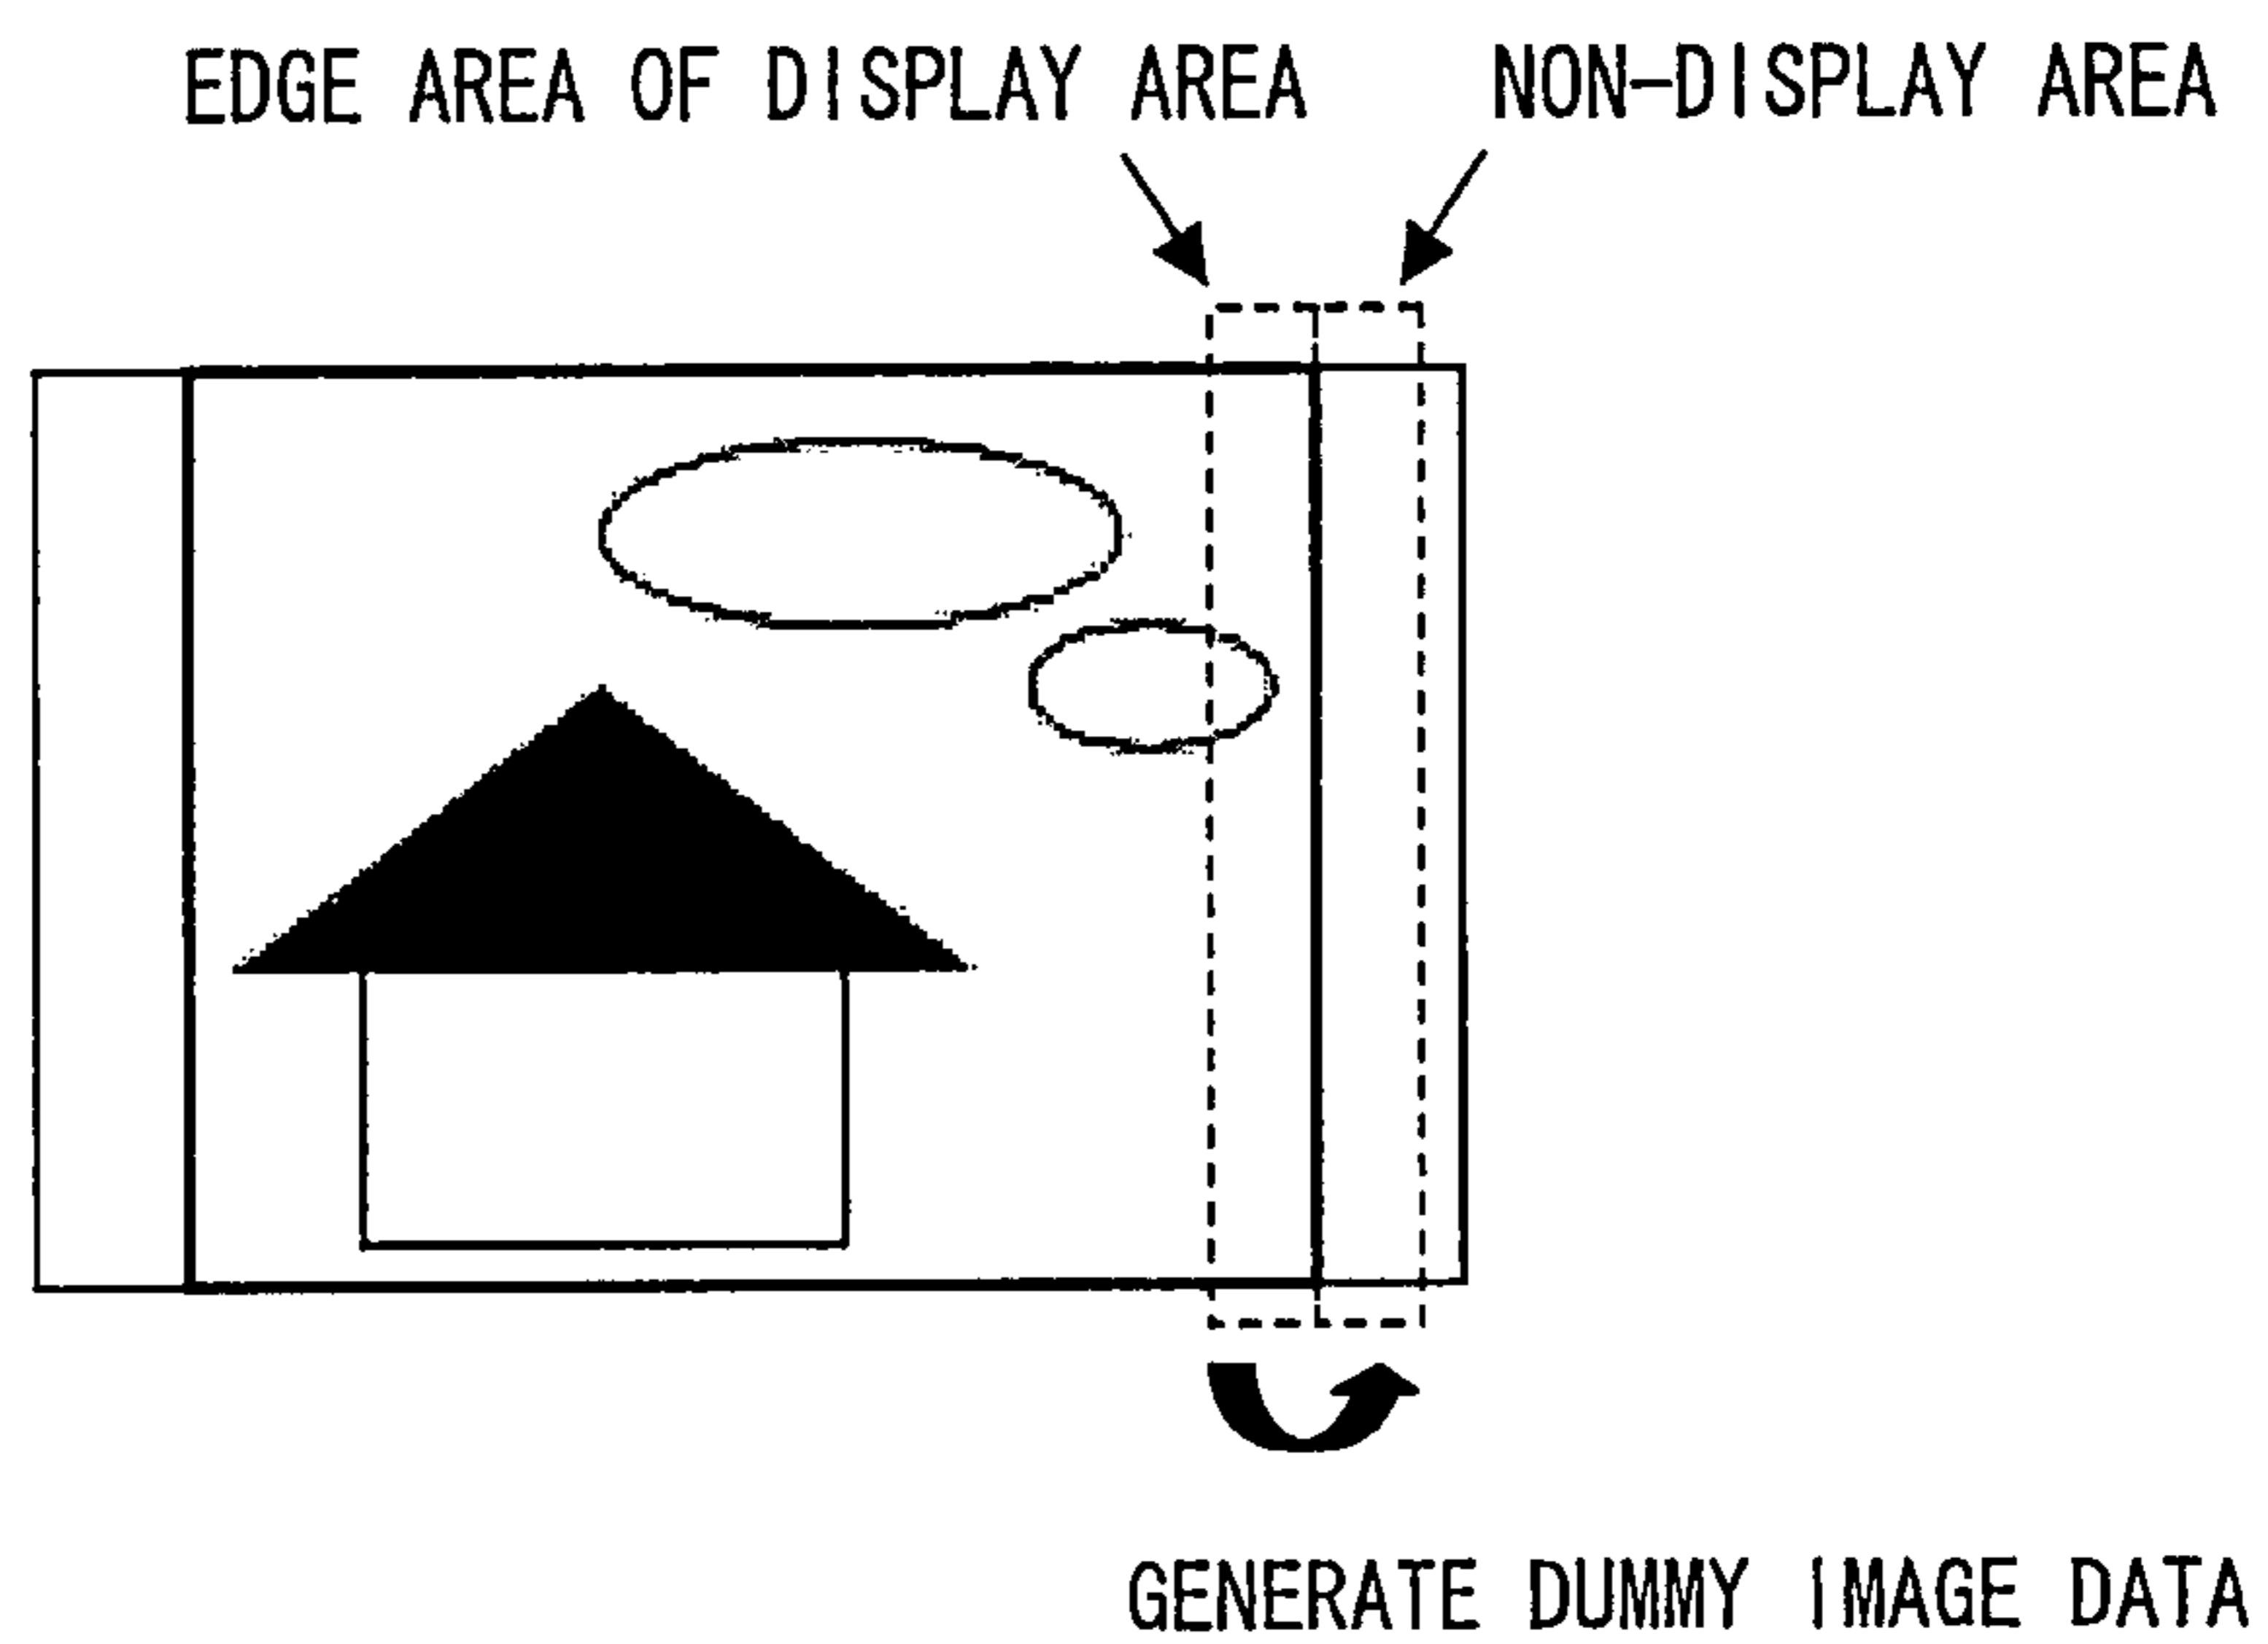 EDGE AREA OF DISPLAY AREA
NON-DISPLAY AREA
GENERATE DUMMY IMAGE DATA